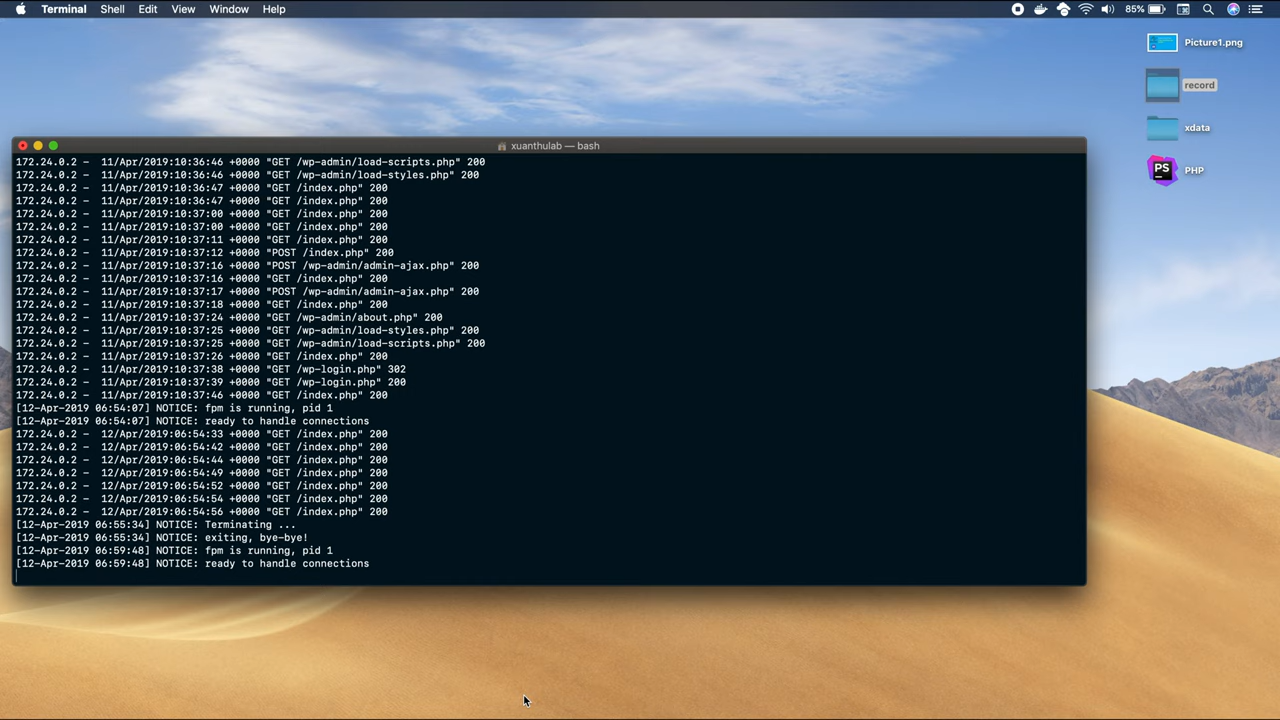 Terminal Shell Edit View Window Help 85%
Picture1.png
record
xdata
PS PHP
xuanthulab — bash
172.24.0.2 - 11/Apr/2019:10:36:46 +0000 "GET /wp-admin/load-scripts.php" 200
172.24.0.2 - 11/Apr/2019:10:36:46 +0000 "GET /wp-admin/load-styles.php" 200
172.24.0.2 - 11/Apr/2019:10:36:47 +0000 "GET /index.php" 200
172.24.0.2 - 11/Apr/2019:10:36:47 +0000 "GET /index.php" 200
172.24.0.2 - 11/Apr/2019:10:37:00 +0000 "GET /index.php" 200
172.24.0.2 - 11/Apr/2019:10:37:00 +0000 "GET /index.php" 200
172.24.0.2 - 11/Apr/2019:10:37:11 +0000 "GET /index.php" 200
172.24.0.2 - 11/Apr/2019:10:37:12 +0000 "POST /index.php" 200
172.24.0.2 - 11/Apr/2019:10:37:16 +0000 "POST /wp-admin/admin-ajax.php" 200
172.24.0.2 - 11/Apr/2019:10:37:16 +0000 "GET /index.php" 200
172.24.0.2 - 11/Apr/2019:10:37:17 +0000 "POST /wp-admin/admin-ajax.php" 200
172.24.0.2 - 11/Apr/2019:10:37:18 +0000 "GET /index.php" 200
172.24.0.2 - 11/Apr/2019:10:37:24 +0000 "GET /wp-admin/about.php" 200
172.24.0.2 - 11/Apr/2019:10:37:25 +0000 "GET /wp-admin/load-styles.php" 200
172.24.0.2 - 11/Apr/2019:10:37:25 +0000 "GET /wp-admin/load-scripts.php" 200
172.24.0.2 - 11/Apr/2019:10:37:26 +0000 "GET /index.php" 200
172.24.0.2 - 11/Apr/2019:10:37:38 +0000 "GET /wp-login.php" 302
172.24.0.2 - 11/Apr/2019:10:37:39 +0000 "GET /wp-login.php" 200
172.24.0.2 - 11/Apr/2019:10:37:46 +0000 "GET /index.php" 200
[12-Apr-2019 06:54:07] NOTICE: fpm is running, pid 1
[12-Apr-2019 06:54:07] NOTICE: ready to handle connections
172.24.0.2 - 12/Apr/2019:06:54:33 +0000 "GET /index.php" 200
172.24.0.2 - 12/Apr/2019:06:54:42 +0000 "GET /index.php" 200
172.24.0.2 - 12/Apr/2019:06:54:44 +0000 "GET /index.php" 200
172.24.0.2 - 12/Apr/2019:06:54:49 +0000 "GET /index.php" 200
172.24.0.2 - 12/Apr/2019:06:54:52 +0000 "GET /index.php" 200
172.24.0.2 - 12/Apr/2019:06:54:54 +0000 "GET /index.php" 200
172.24.0.2 - 12/Apr/2019:06:54:56 +0000 "GET /index.php" 200
[12-Apr-2019 06:55:34] NOTICE: Terminating ...
[12-Apr-2019 06:55:34] NOTICE: exiting, bye-bye!
[12-Apr-2019 06:59:48] NOTICE: fpm is running, pid 1
[12-Apr-2019 06:59:48] NOTICE: ready to handle connections